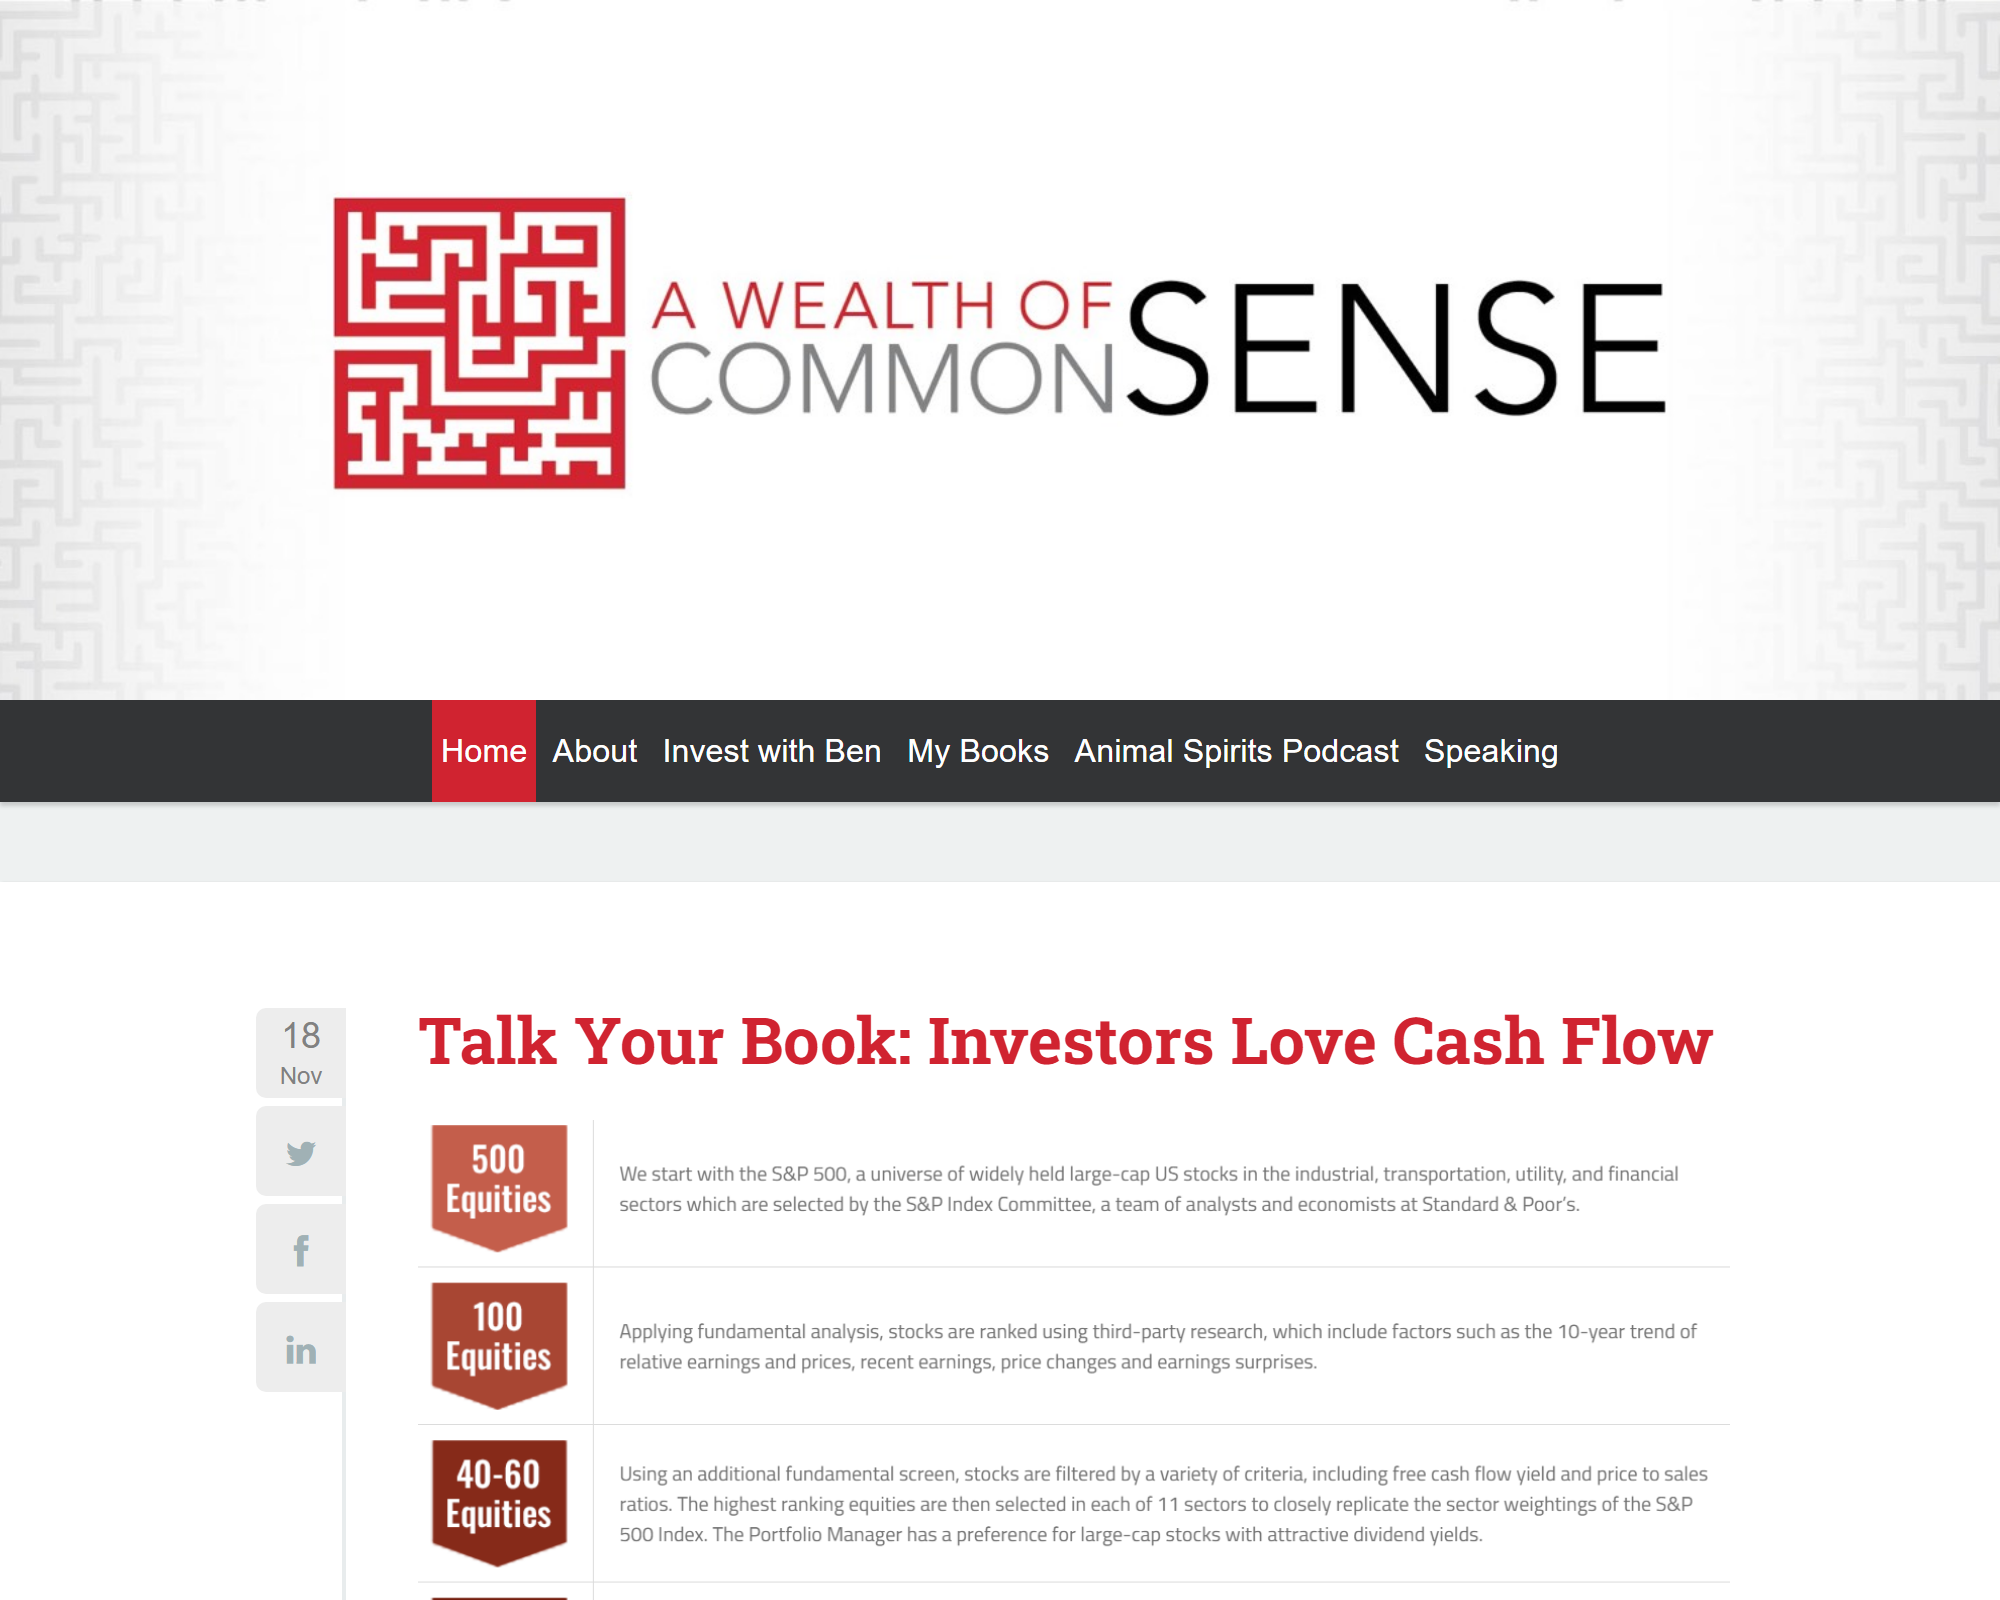 A WEALTH OF
COMMONSENSE
Home About Invest with Ben My Books Animal Spirits Podcast Speaking
18
Nov
Talk Your Book: Investors Love Cash Flow
500
Equities
We start with the S&P 500, a universe of widely held large-cap US stocks in the industrial, transportation, utility, and financial
sectors which are selected by the S&P Index Committee, a team of analysts and economists at Standard & Poor's.
100
Equities
Applying fundamental analysis, stocks are ranked using third-party research, which include factors such as the 10-year trend of
relative earnings and prices, recent earnings, price changes and earnings surprises.
40-60
Equities
Using an additional fundamental screen, stocks are filtered by a variety of criteria, including free cash flow yield and price to sales
ratios. The highest ranking equities are then selected in each of 11 sectors to closely replicate the sector weightings of the S&P
500 Index. The Portfolio Manager has a preference for large-cap stocks with attractive dividend yields.